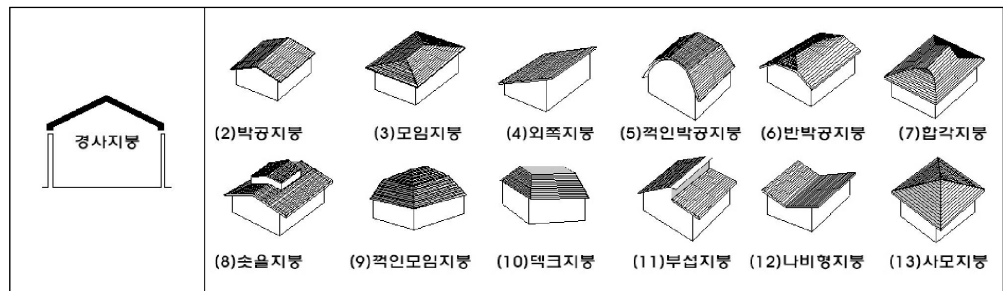 경사지붕
(2)박공지붕 (3)모임지붕 (4)외쪽지붕 (5)꺽인박공지붕 (6)반박공지붕 (7)합각지붕
(8)솟을지붕 (9)꺽인모임지붕 (10)덱크지붕 (11)부섭지붕 (12)나비형지붕 (13)사모지붕